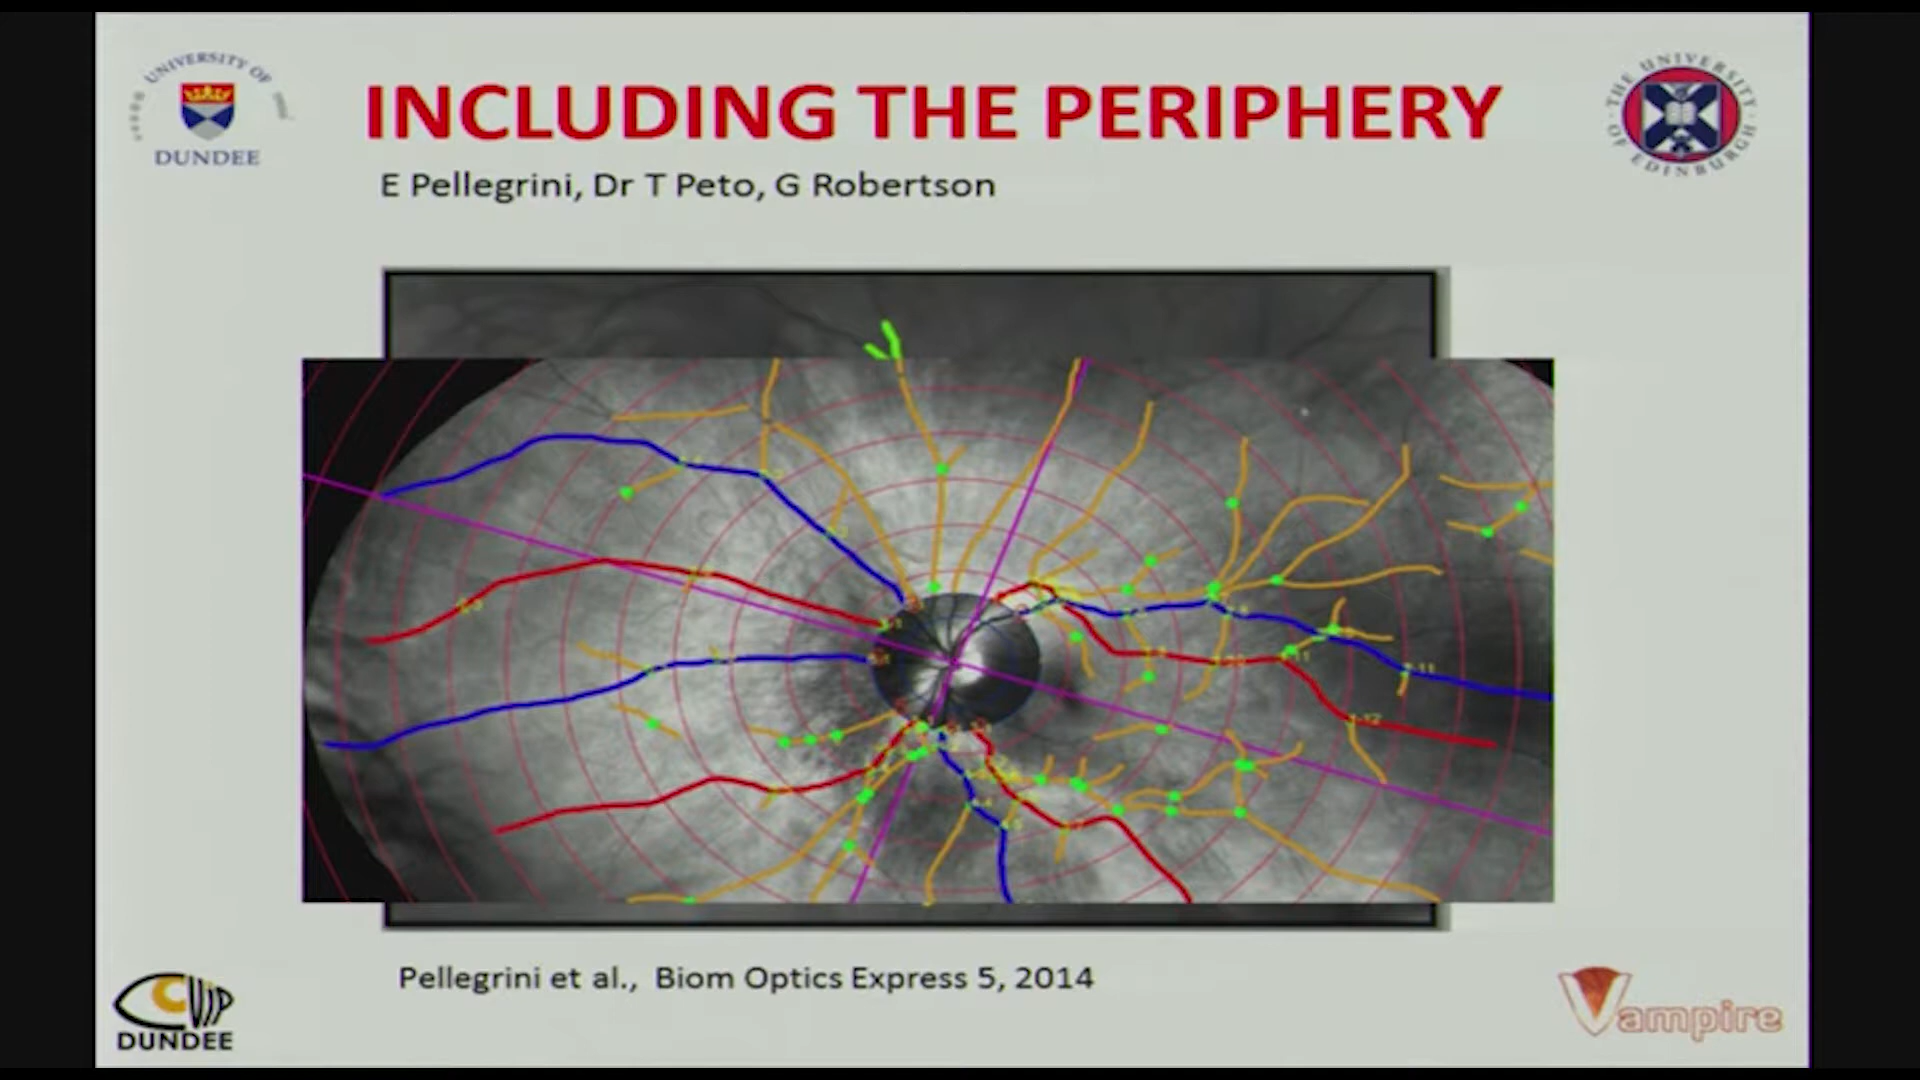 UNIVERSITY OF
DUNDEE
INCLUDING THE PERIPHERY
THE UNIVERSITY
OF EDINBURGH
E Pellegrini, Dr T Peto, G Robertson
Pellegrini et al., Biom Optics Express 5, 2014
CVIP
DUNDEE
Vampire